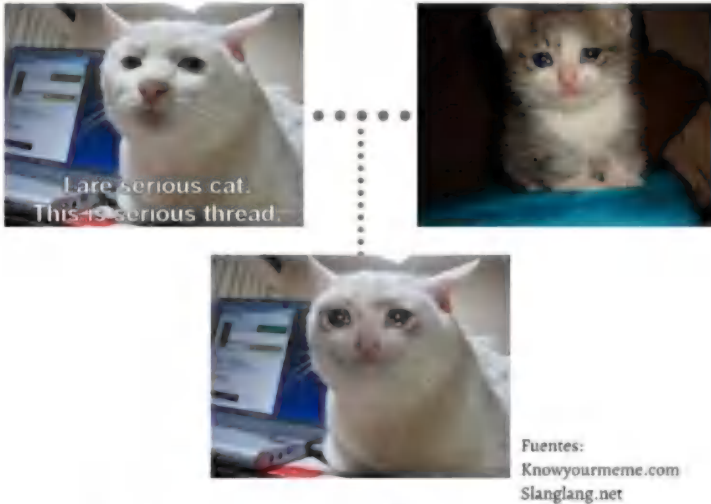 I are serious cat.
This is serious thread.
Fuentes:
Knowyourmeme.com
Slanglang.net